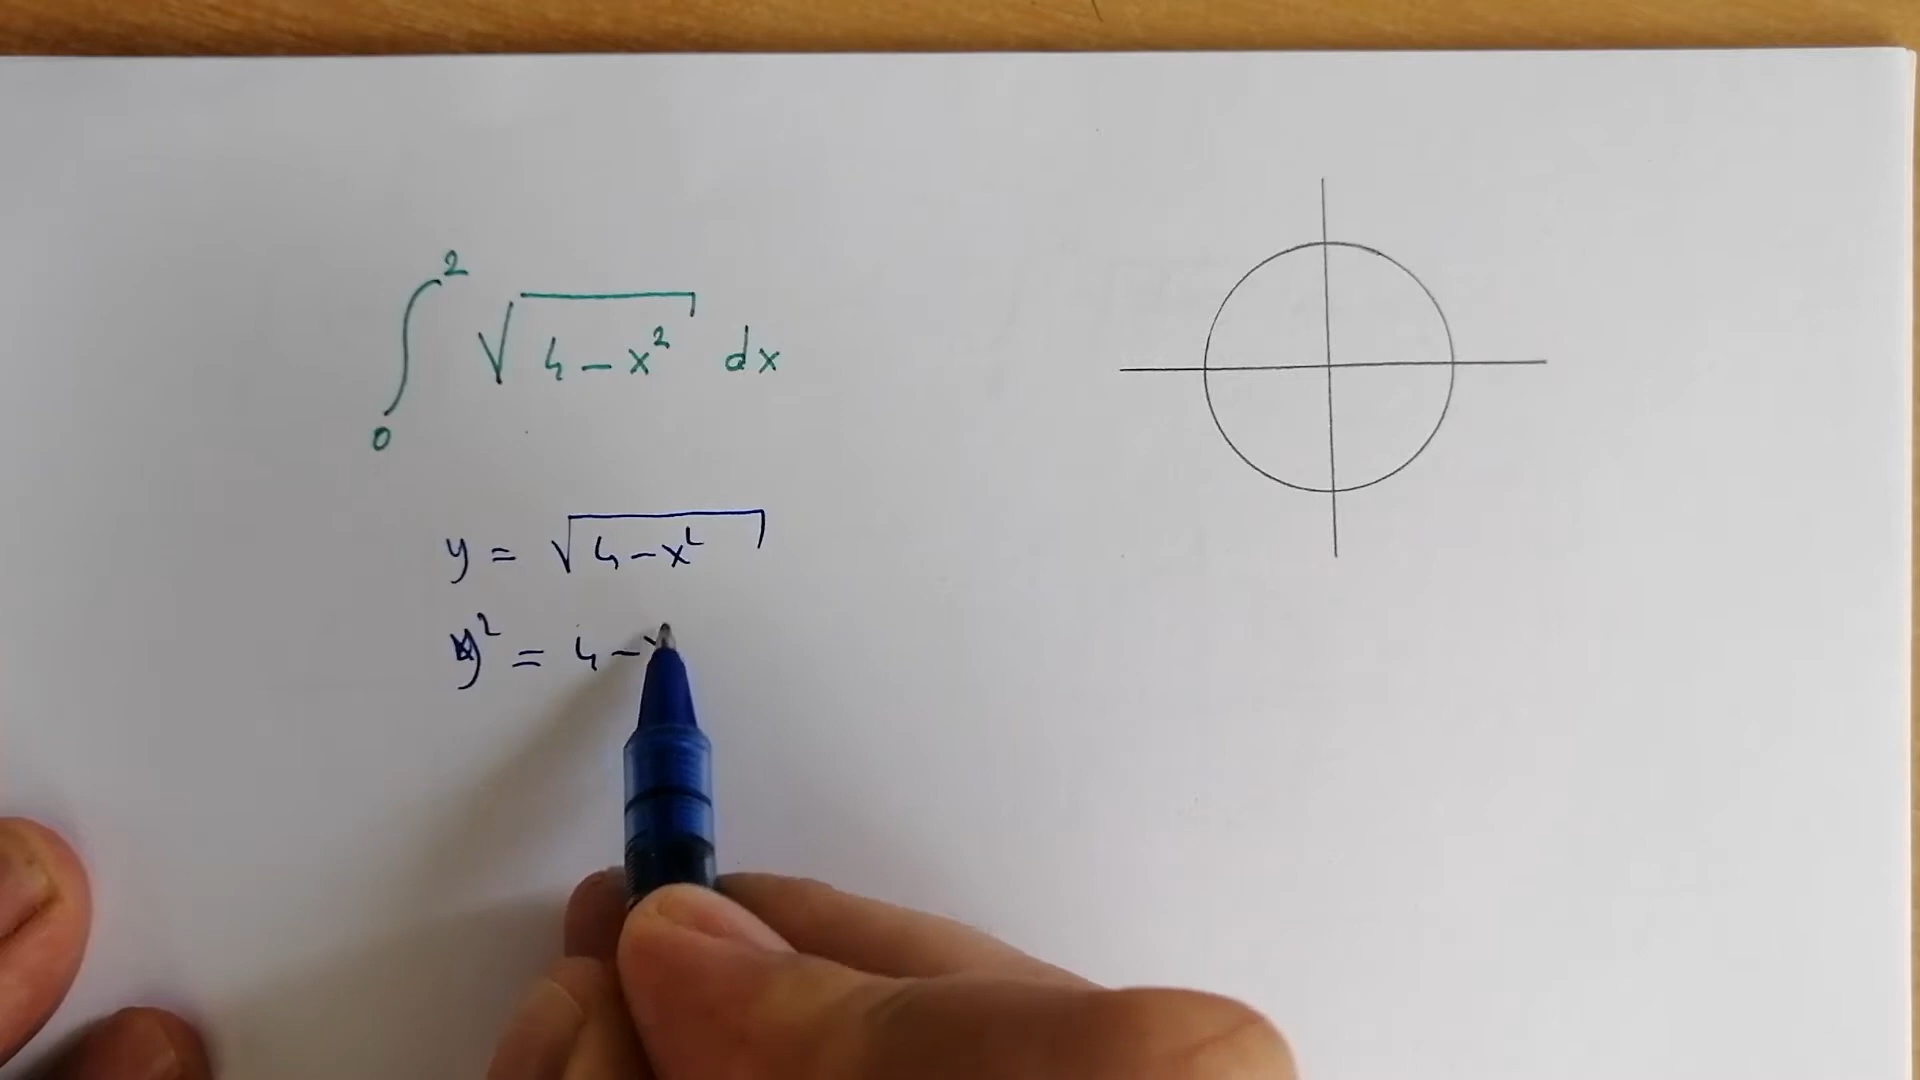 ∫₀² √(4 − x²) dx
y = √(4 − x²)
y² = 4 −